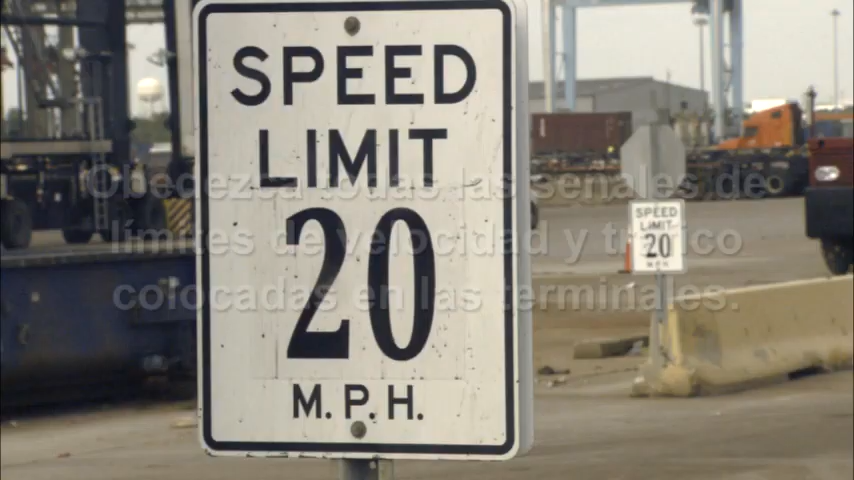 SPEED
LIMIT
20
M.P.H.
SPEED
LIMIT
20
M.P.H.
Obedezca todas las señales de
límites de velocidad y tráfico
colocadas en las terminales.